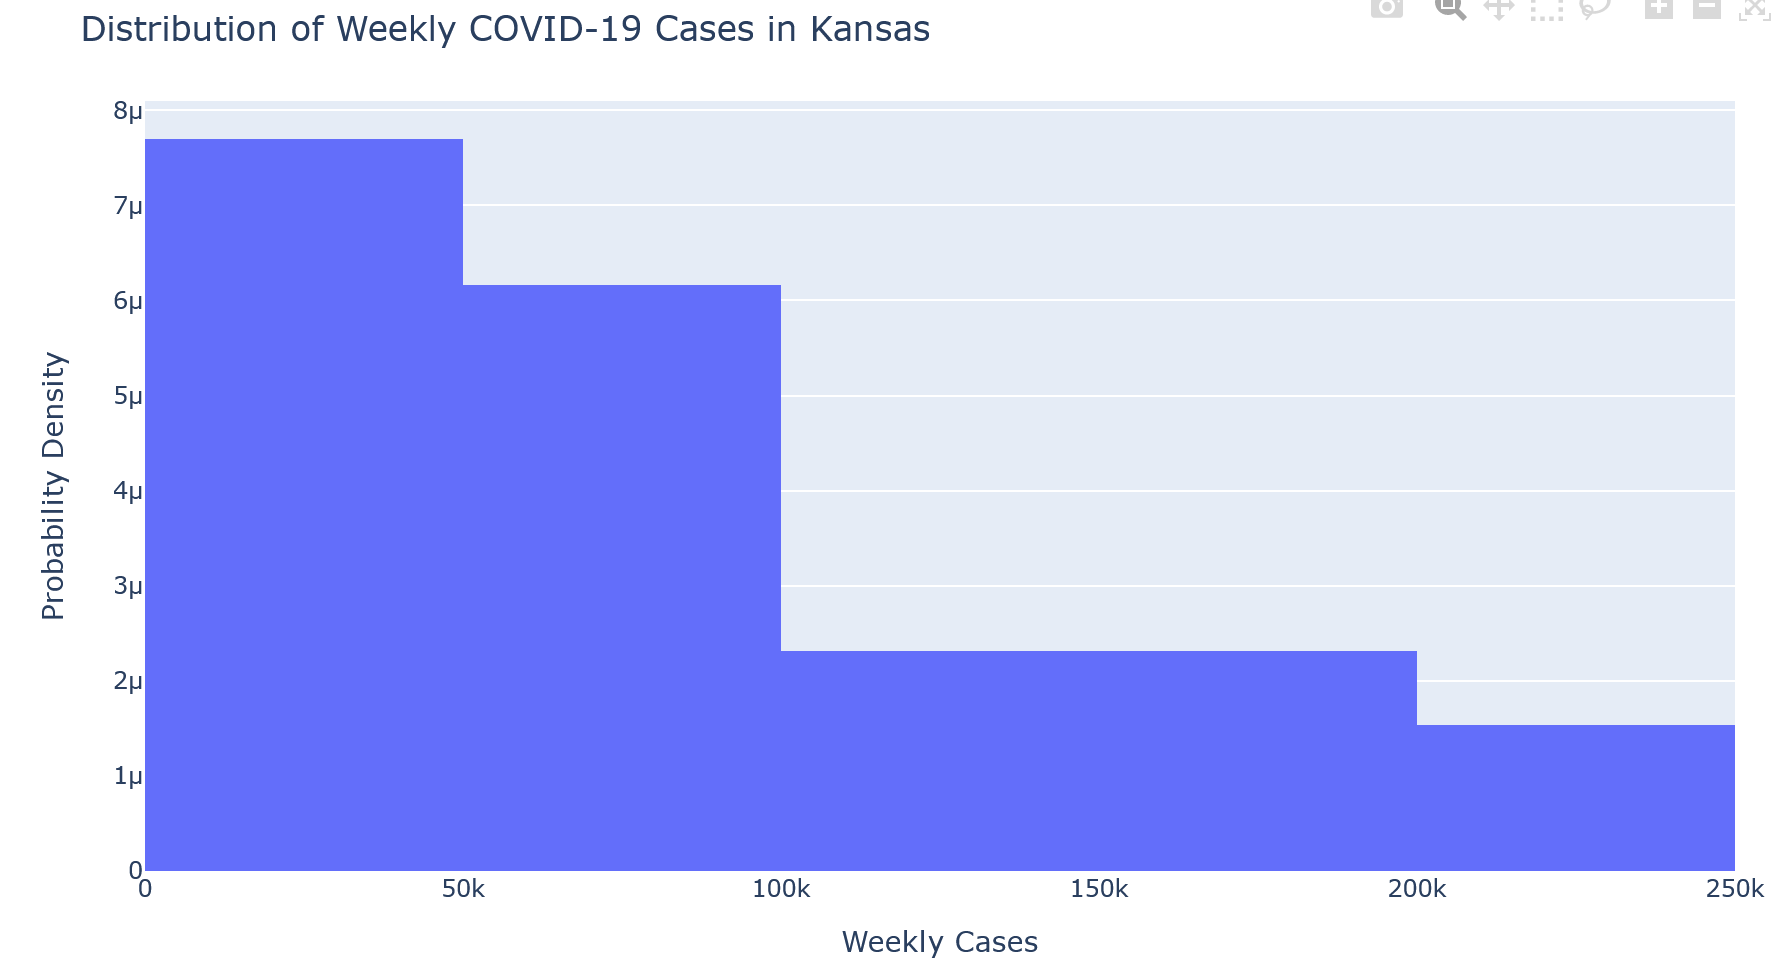 Distribution of Weekly COVID-19 Cases in Kansas
8μ
7μ
6μ
5μ
4μ
3μ
2μ
1μ
0
Probability Density
0 50k 100k 150k 200k 250k
Weekly Cases